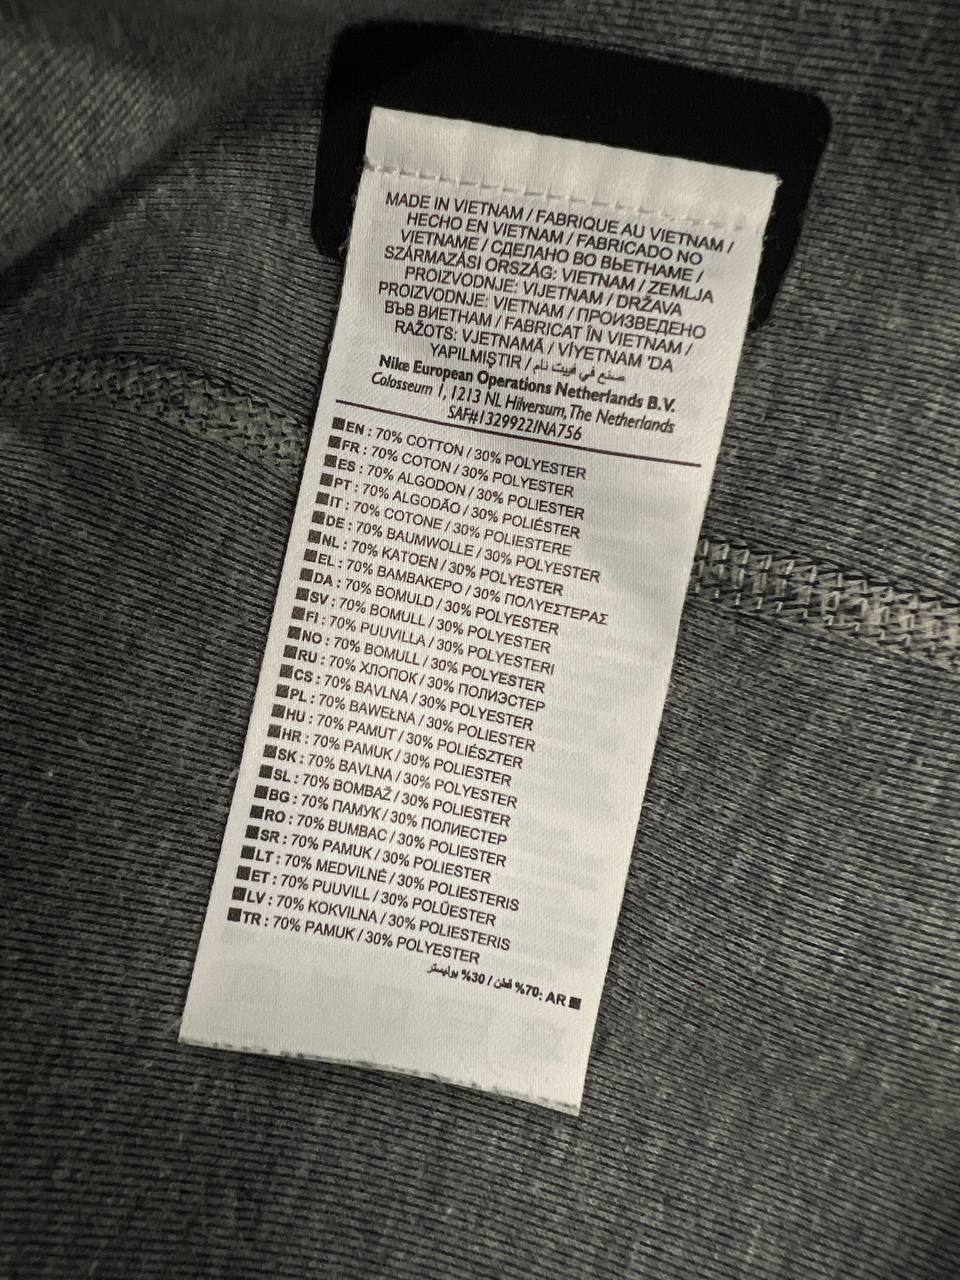 MADE IN VIETNAM / FABRIQUE AU VIETNAM /
HECHO EN VIETNAM / FABRICADO NO
VIETNAME / СДЕЛАНО ВО ВЬЕТНАМЕ /
SZÁRMAZÁSI ORSZÁG: VIETNAM / ZEMLJA
PROIZVODNJE: VIJETNAM / DRŽAVA
PROIZVODNJE: VIETNAM / ПРОИЗВЕДЕНО
ВЪВ ВИЕТНАМ / FABRICAT ÎN VIETNAM /
RAŽOTS: VJETNAMĀ / VİYETNAM 'DA
YAPILMIŞTIR / صنع في فييت نام
Nike European Operations Netherlands B.V.
Colosseum 1, 1213 NL Hilversum, The Netherlands
SAF#1329922/NA756
EN : 70% COTTON / 30% POLYESTER
FR : 70% COTON / 30% POLYESTER
ES : 70% ALGODON / 30% POLIESTER
PT : 70% ALGODÃO / 30% POLIÉSTER
IT : 70% COTONE / 30% POLIESTERE
DE : 70% BAUMWOLLE / 30% POLYESTER
NL : 70% KATOEN / 30% POLYESTER
EL : 70% ΒΑΜΒΑΚΕΡΟ / 30% ΠΟΛΥΕΣΤΕΡΑΣ
DA : 70% BOMULD / 30% POLYESTER
SV : 70% BOMULL / 30% POLYESTER
FI : 70% PUUVILLA / 30% POLYESTERI
NO : 70% BOMULL / 30% POLYESTER
RU : 70% ХЛОПОК / 30% ПОЛИЭСТЕР
CS : 70% BAVLNA / 30% POLYESTER
PL : 70% BAWEŁNA / 30% POLIESTER
HU : 70% PAMUT / 30% POLIÉSZTER
HR : 70% PAMUK / 30% POLIESTER
SK : 70% BAVLNA / 30% POLYESTER
SL : 70% BOMBAŽ / 30% POLIESTER
BG : 70% ПАМУК / 30% ПОЛИЕСТЕР
RO : 70% BUMBAC / 30% POLIESTER
SR : 70% PAMUK / 30% POLIESTER
LT : 70% MEDVILNĖ / 30% POLIESTERIS
ET : 70% PUUVILL / 30% POLÜESTER
LV : 70% KOKVILNA / 30% POLIESTERIS
TR : 70% PAMUK / 30% POLYESTER
AR :70% قطن / 30% بوليستر